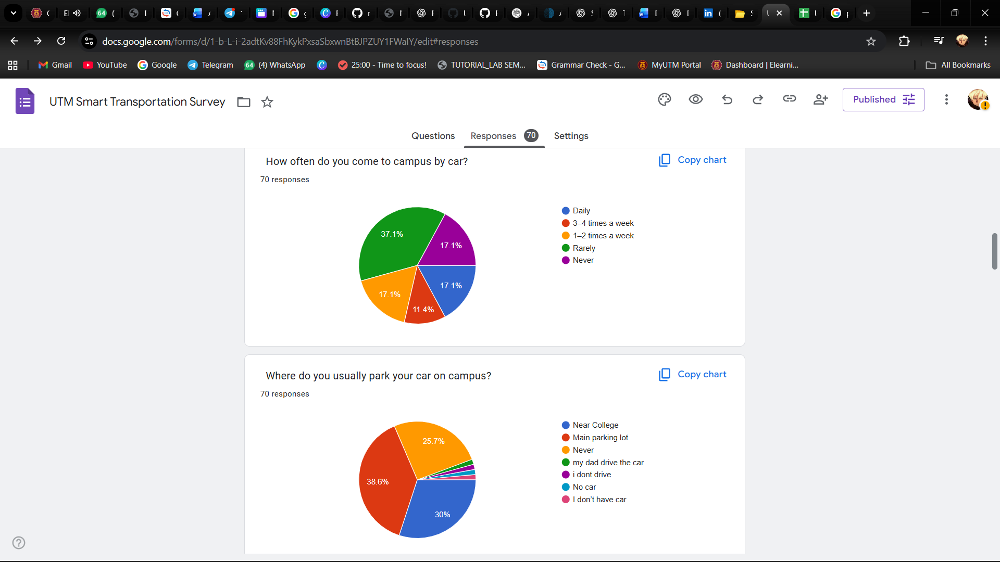 64
docs.google.com/forms/d/1-b-L-i-2adtKv88FhKykPxsaSbxwnBtBJPZUY1FWaIY/edit#responses
Gmail
YouTube
Google
Telegram
64
(4) WhatsApp
25:00 - Time to focus!
TUTORIAL_LAB SEM...
Grammar Check - G...
MyUTM Portal
Dashboard | Elearni...
All Bookmarks
UTM Smart Transportation Survey
Published
Questions
Responses 70
Settings
How often do you come to campus by car?
Copy chart
70 responses
37.1%
17.1%
17.1%
17.1%
11.4%
Daily
3–4 times a week
1–2 times a week
Rarely
Never
Where do you usually park your car on campus?
Copy chart
70 responses
25.7%
38.6%
30%
Near College
Main parking lot
Never
my dad drive the car
i dont drive
No car
I don't have car